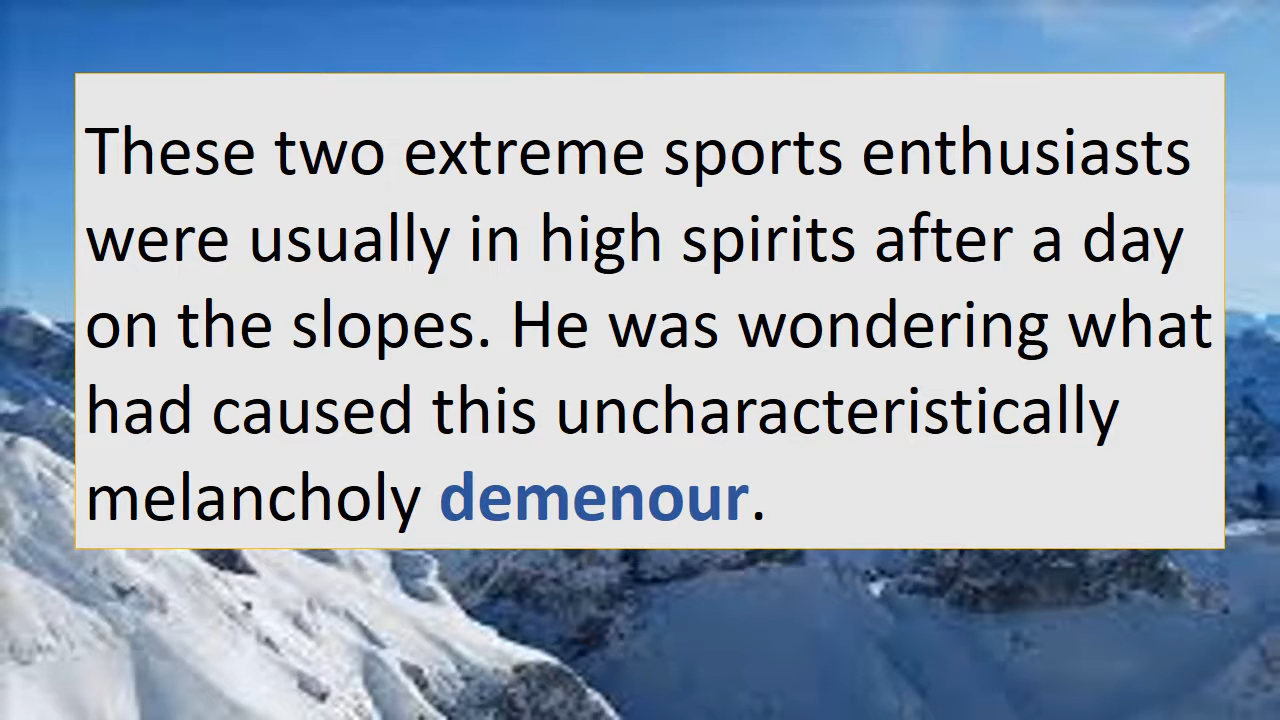 These two extreme sports enthusiasts
were usually in high spirits after a day
on the slopes. He was wondering what
had caused this uncharacteristically
melancholy demenour.